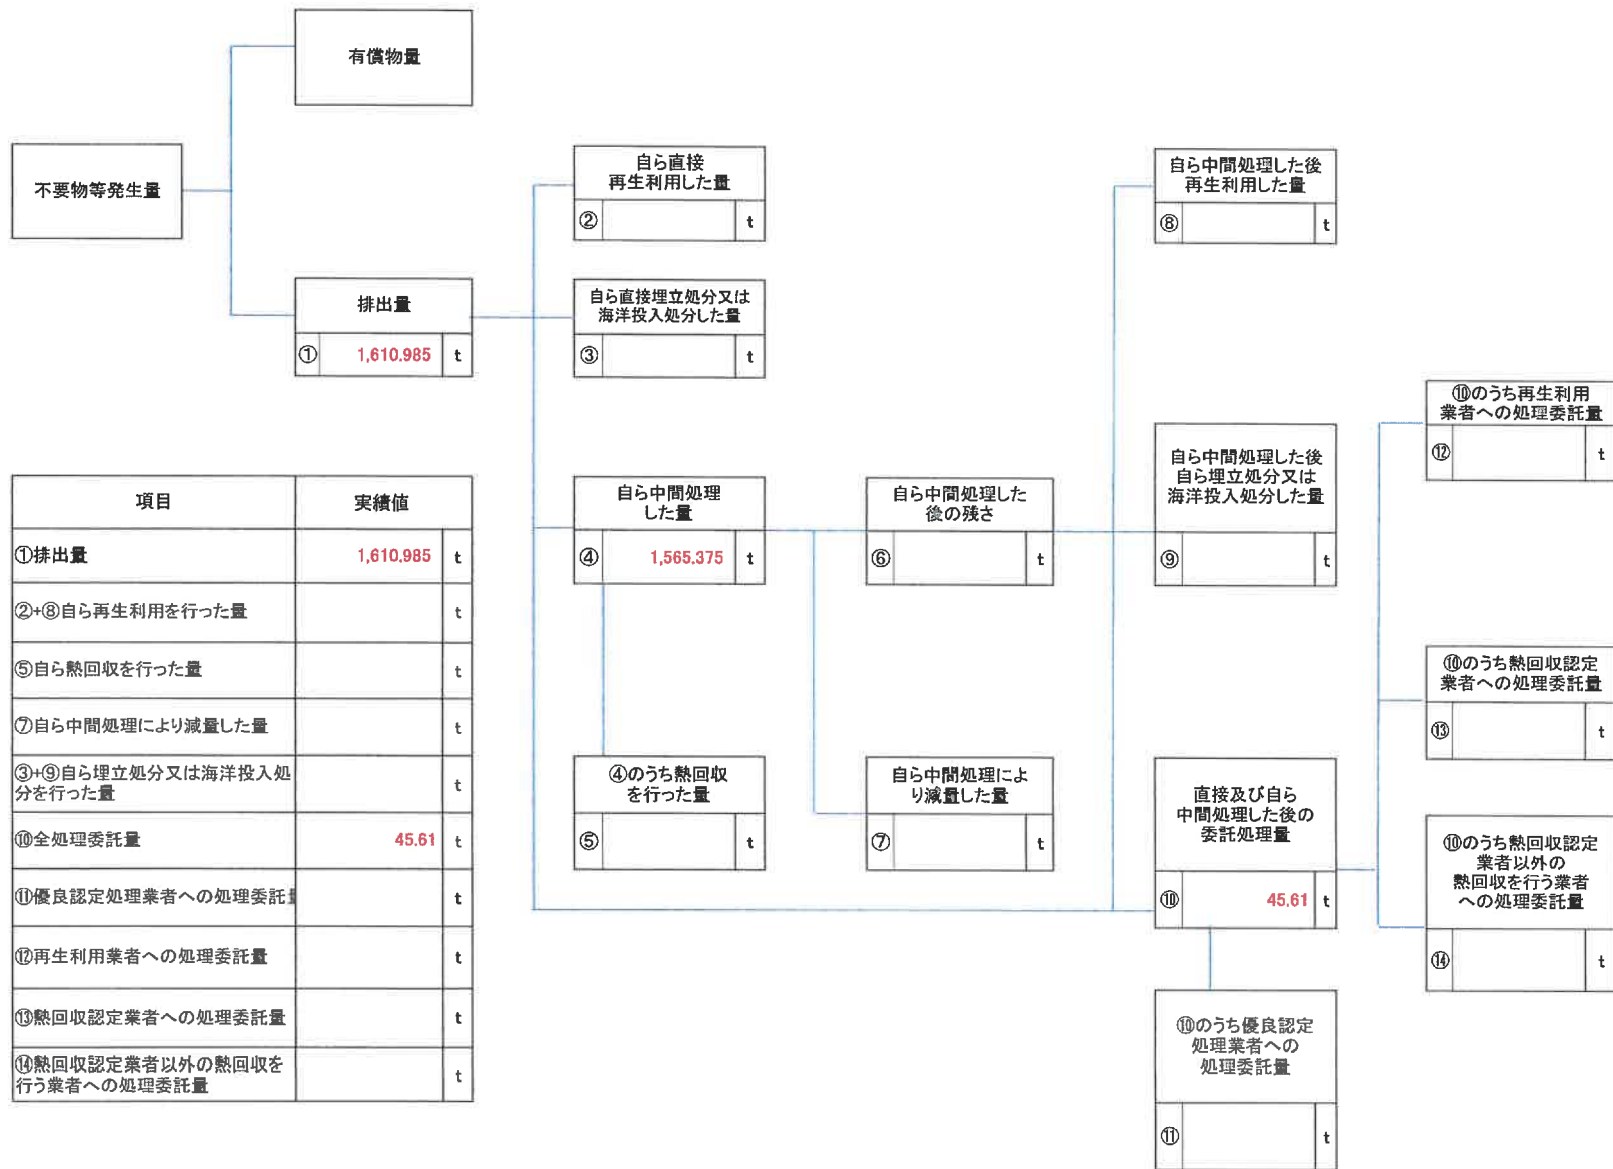 有償物量
不要物等発生量
排出量
① 1,610.985 t
自ら直接
再生利用した量
② t
自ら直接埋立処分又は
海洋投入処分した量
③ t
自ら中間処理
した量
④ 1,565.375 t
④のうち熱回収
を行った量
⑤ t
自ら中間処理した
後の残さ
⑥ t
自ら中間処理によ
り減量した量
⑦ t
自ら中間処理した後
再生利用した量
⑧ t
自ら中間処理した後
自ら埋立処分又は
海洋投入処分した量
⑨ t
直接及び自ら
中間処理した後の
委託処理量
⑩ 45.61 t
⑩のうち優良認定
処理業者への
処理委託量
⑪ t
⑩のうち再生利用
業者への処理委託量
⑫ t
⑩のうち熱回収認定
業者への処理委託量
⑬ t
⑩のうち熱回収認定
業者以外の
熱回収を行う業者
への処理委託量
⑭ t
項目 実績値
①排出量 1,610.985 t
②+⑧自ら再生利用を行った量 t
⑤自ら熱回収を行った量 t
⑦自ら中間処理により減量した量 t
③+⑨自ら埋立処分又は海洋投入処
分を行った量 t
⑩全処理委託量 45.61 t
⑪優良認定処理業者への処理委託量 t
⑫再生利用業者への処理委託量 t
⑬熱回収認定業者への処理委託量 t
⑭熱回収認定業者以外の熱回収を
行う業者への処理委託量 t